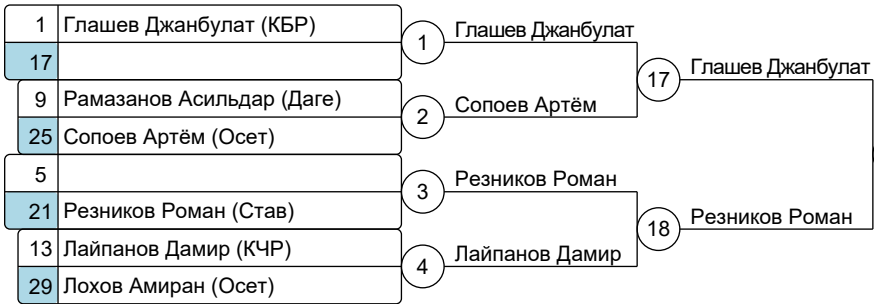 1 Глашев Джанбулат (КБР)
17
9 Рамазанов Асильдар (Даге)
25 Сопоев Артём (Осет)
5
21 Резников Роман (Став)
13 Лайпанов Дамир (КЧР)
29 Лохов Амиран (Осет)
1 Глашев Джанбулат
2 Сопоев Артём
3 Резников Роман
4 Лайпанов Дамир
17 Глашев Джанбулат
18 Резников Роман